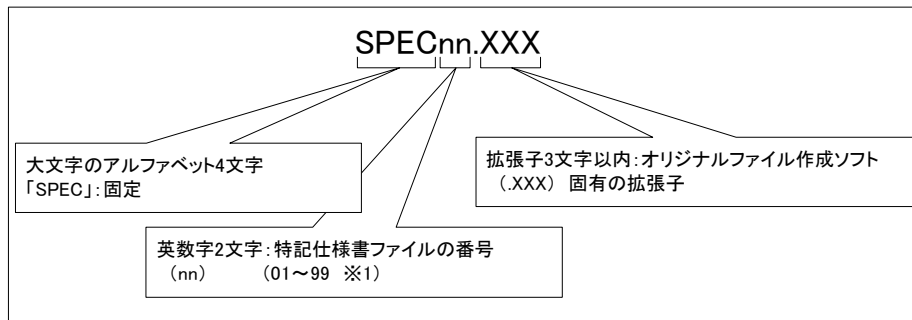 SPECnn.XXX
大文字のアルファベット4文字
「SPEC」:固定
拡張子3文字以内:オリジナルファイル作成ソフト
(.XXX) 固有の拡張子
英数字2文字:特記仕様書ファイルの番号
(nn) (01～99 ※1)